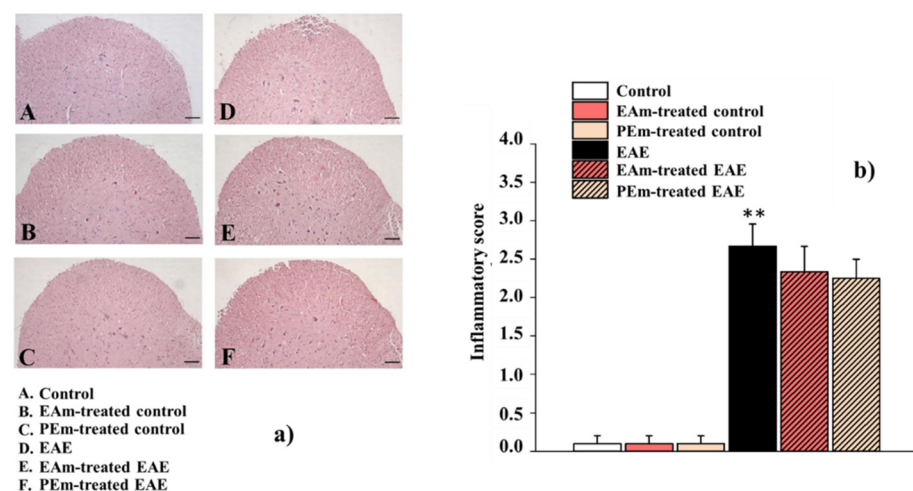 A
D
B
E
C
F
A. Control
B. EAm-treated control
C. PEm-treated control
D. EAE
E. EAm-treated EAE
F. PEm-treated EAE
a)
Control
EAm-treated control
PEm-treated control
EAE
EAm-treated EAE
PEm-treated EAE
b)
Inflammatory score
4.0
3.5
3.0
2.5
2.0
1.5
1.0
0.5
0.0
**